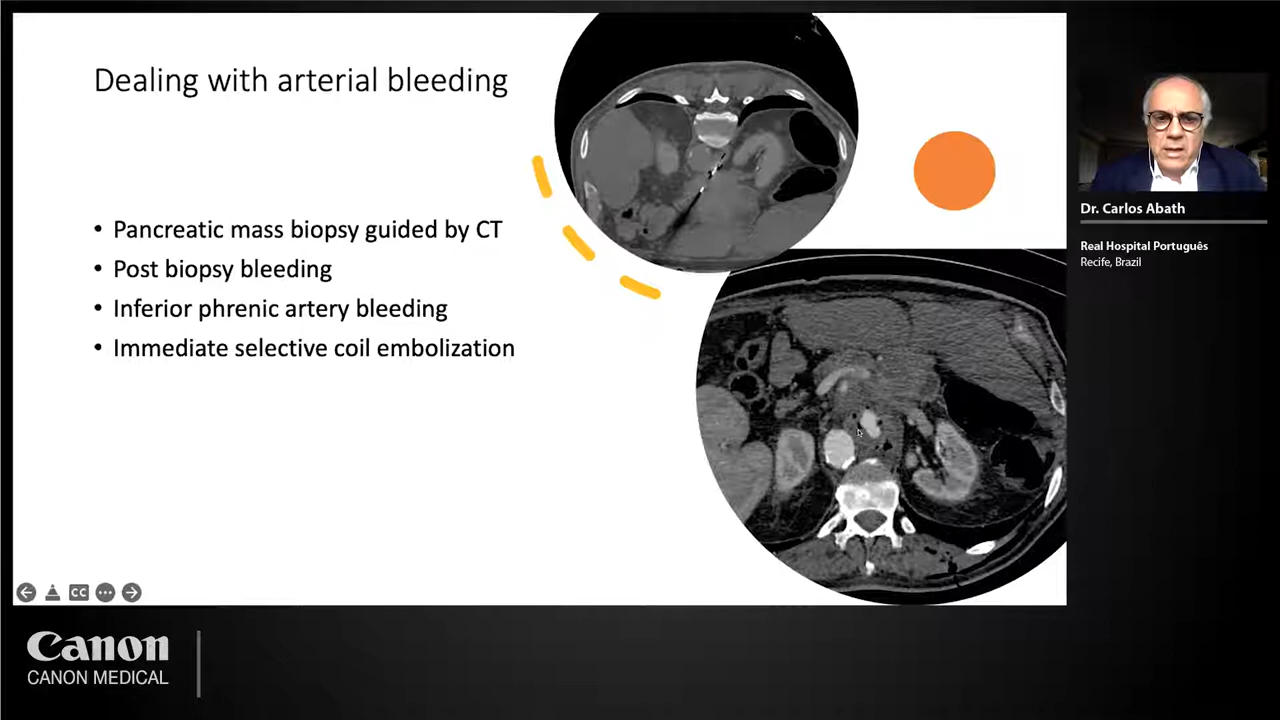 Dealing with arterial bleeding
• Pancreatic mass biopsy guided by CT
• Post biopsy bleeding
• Inferior phrenic artery bleeding
• Immediate selective coil embolization
CC
Dr. Carlos Abath
Real Hospital Português
Recife, Brazil
Canon
CANON MEDICAL